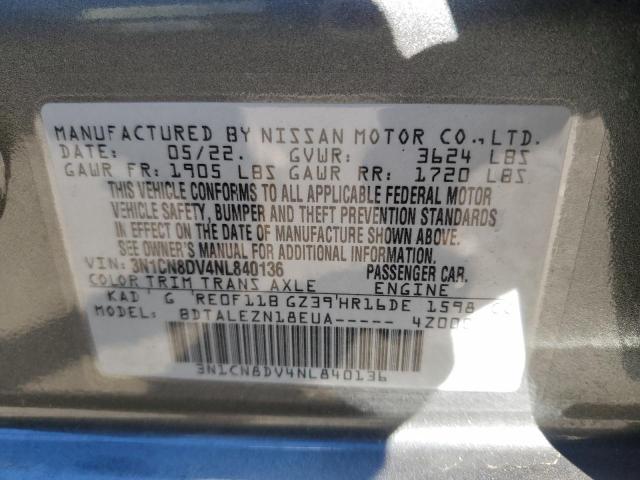 MANUFACTURED BY NISSAN MOTOR CO.,LTD.
DATE: 05/22. GVWR: 3624 LBS
GAWR FR: 1905 LBS GAWR RR: 1720 LBS
THIS VEHICLE CONFORMS TO ALL APPLICABLE FEDERAL MOTOR
VEHICLE SAFETY, BUMPER AND THEFT PREVENTION STANDARDS
IN EFFECT ON THE DATE OF MANUFACTURE SHOWN ABOVE.
SEE OWNER'S MANUAL FOR ADDITIONAL INFORMATION.
VIN: 3N1CN8DV4NL840136 PASSENGER CAR.
COLOR TRIM TRANS AXLE ENGINE
KAD G RE0F11B GZ39 HR16DE 1598 CC
MODEL: BDTALEZN18EUA-----
3N1CN8DV4NL840136